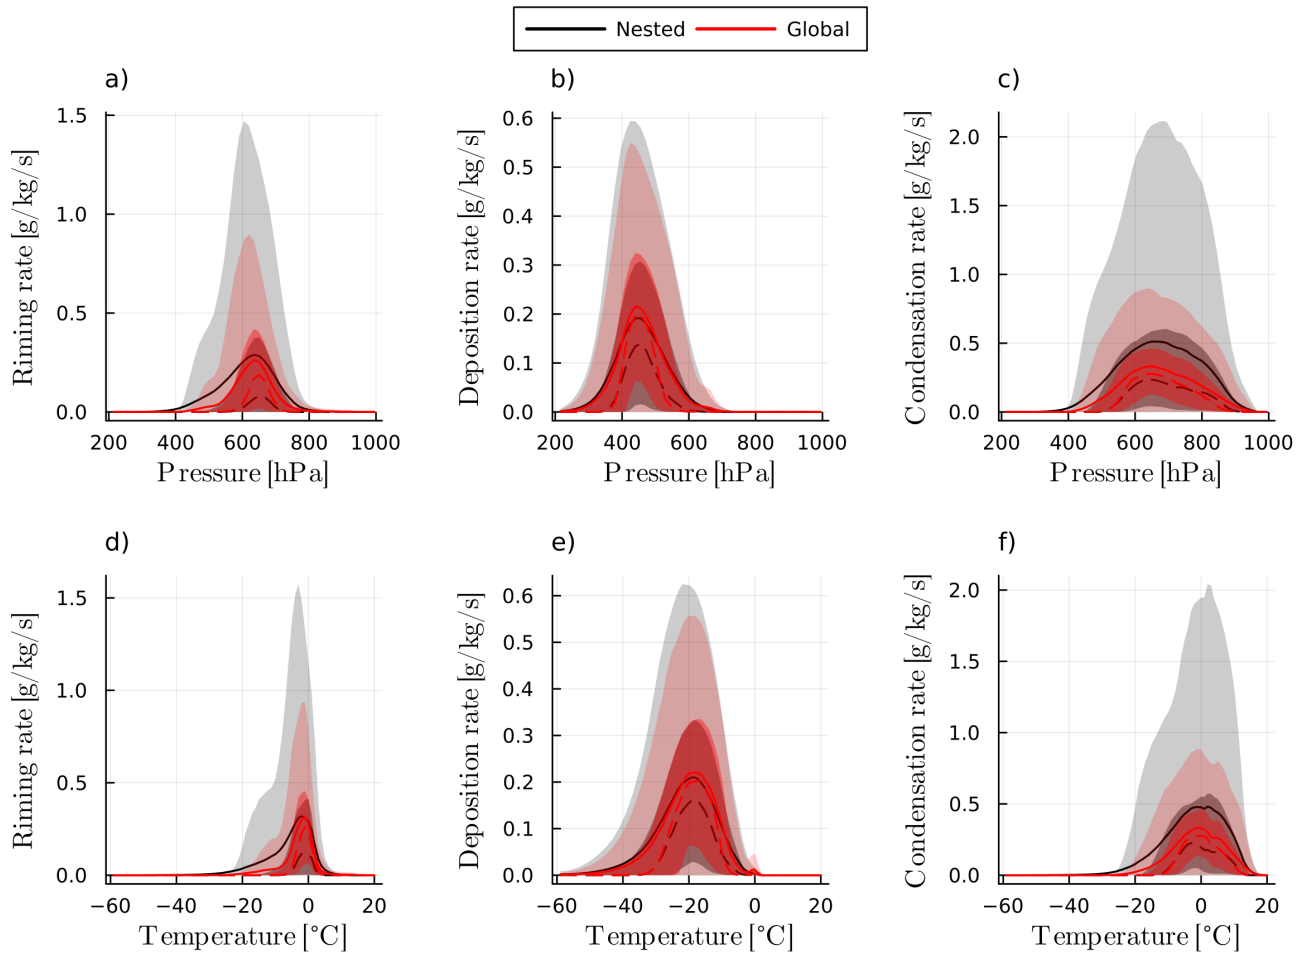 Nested Global
a)
b)
c)
Riming rate [g/kg/s]
1.5
1.0
0.5
0.0
200 400 600 800 1000
Pressure [hPa]
Deposition rate [g/kg/s]
0.6
0.5
0.4
0.3
0.2
0.1
0.0
200 400 600 800 1000
Pressure [hPa]
Condensation rate [g/kg/s]
2.0
1.5
1.0
0.5
0.0
200 400 600 800 1000
Pressure [hPa]
d)
e)
f)
Riming rate [g/kg/s]
1.5
1.0
0.5
0.0
−60 −40 −20 0 20
Temperature [°C]
Deposition rate [g/kg/s]
0.6
0.5
0.4
0.3
0.2
0.1
0.0
−60 −40 −20 0 20
Temperature [°C]
Condensation rate [g/kg/s]
2.0
1.5
1.0
0.5
0.0
−60 −40 −20 0 20
Temperature [°C]